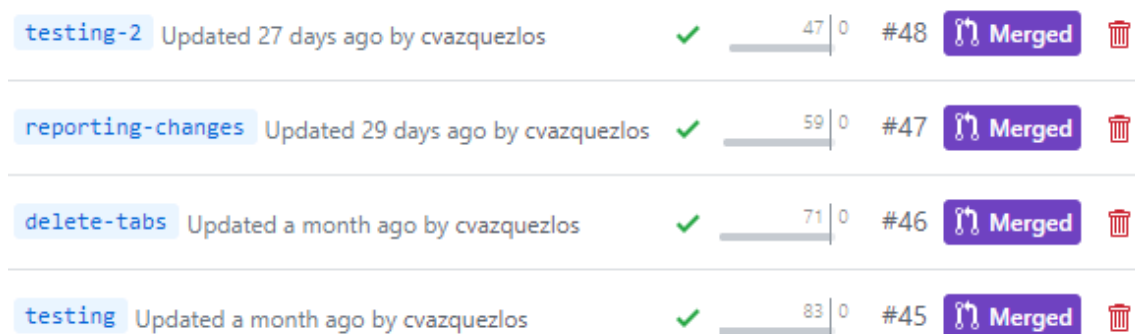 testing-2 Updated 27 days ago by cvazquezlos 47 0 #48 Merged
reporting-changes Updated 29 days ago by cvazquezlos 59 0 #47 Merged
delete-tabs Updated a month ago by cvazquezlos 71 0 #46 Merged
testing Updated a month ago by cvazquezlos 83 0 #45 Merged